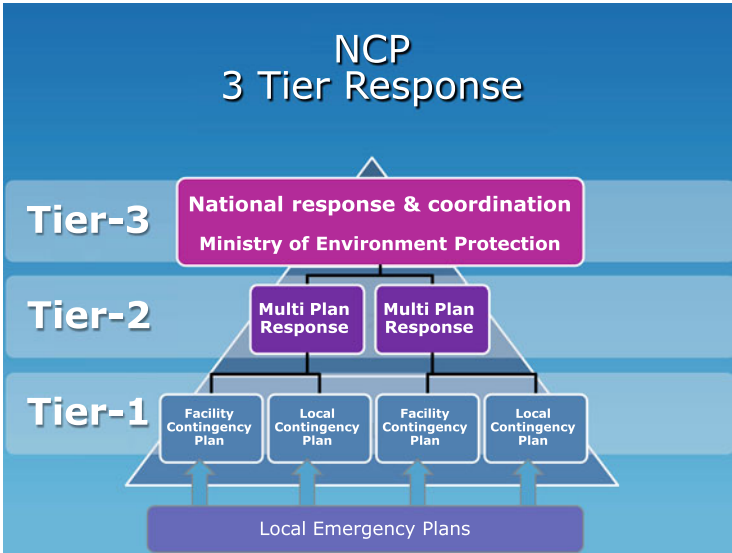 NCP
3 Tier Response
Tier-3
National response & coordination
Ministry of Environment Protection
Tier-2
Multi Plan
Response
Multi Plan
Response
Tier-1
Facility
Contingency
Plan
Local
Contingency
Plan
Facility
Contingency
Plan
Local
Contingency
Plan
Local Emergency Plans